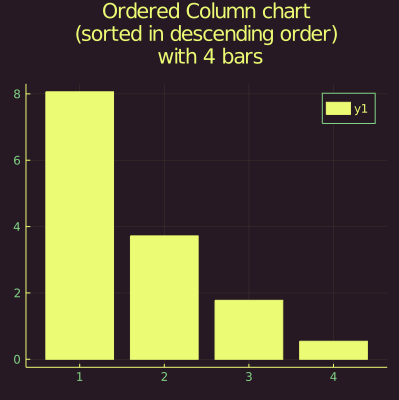 Ordered Column chart
(sorted in descending order)
with 4 bars
8
6
4
2
0
y1
1 2 3 4